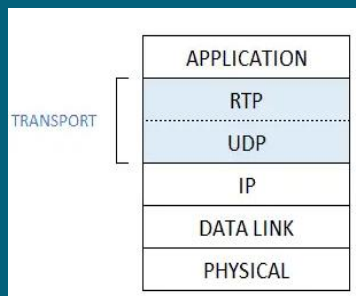 APPLICATION
RTP
TRANSPORT
UDP
IP
DATA LINK
PHYSICAL